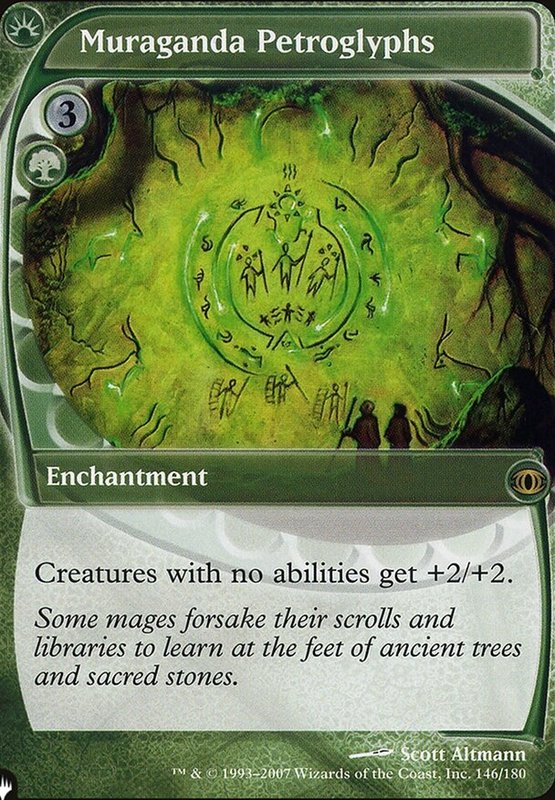 Muraganda Petroglyphs
3
Enchantment
Creatures with no abilities get +2/+2.
Some mages forsake their scrolls and
libraries to learn at the feet of ancient trees
and sacred stones.
Scott Altmann
™ & © 1993–2007 Wizards of the Coast, Inc. 146/180